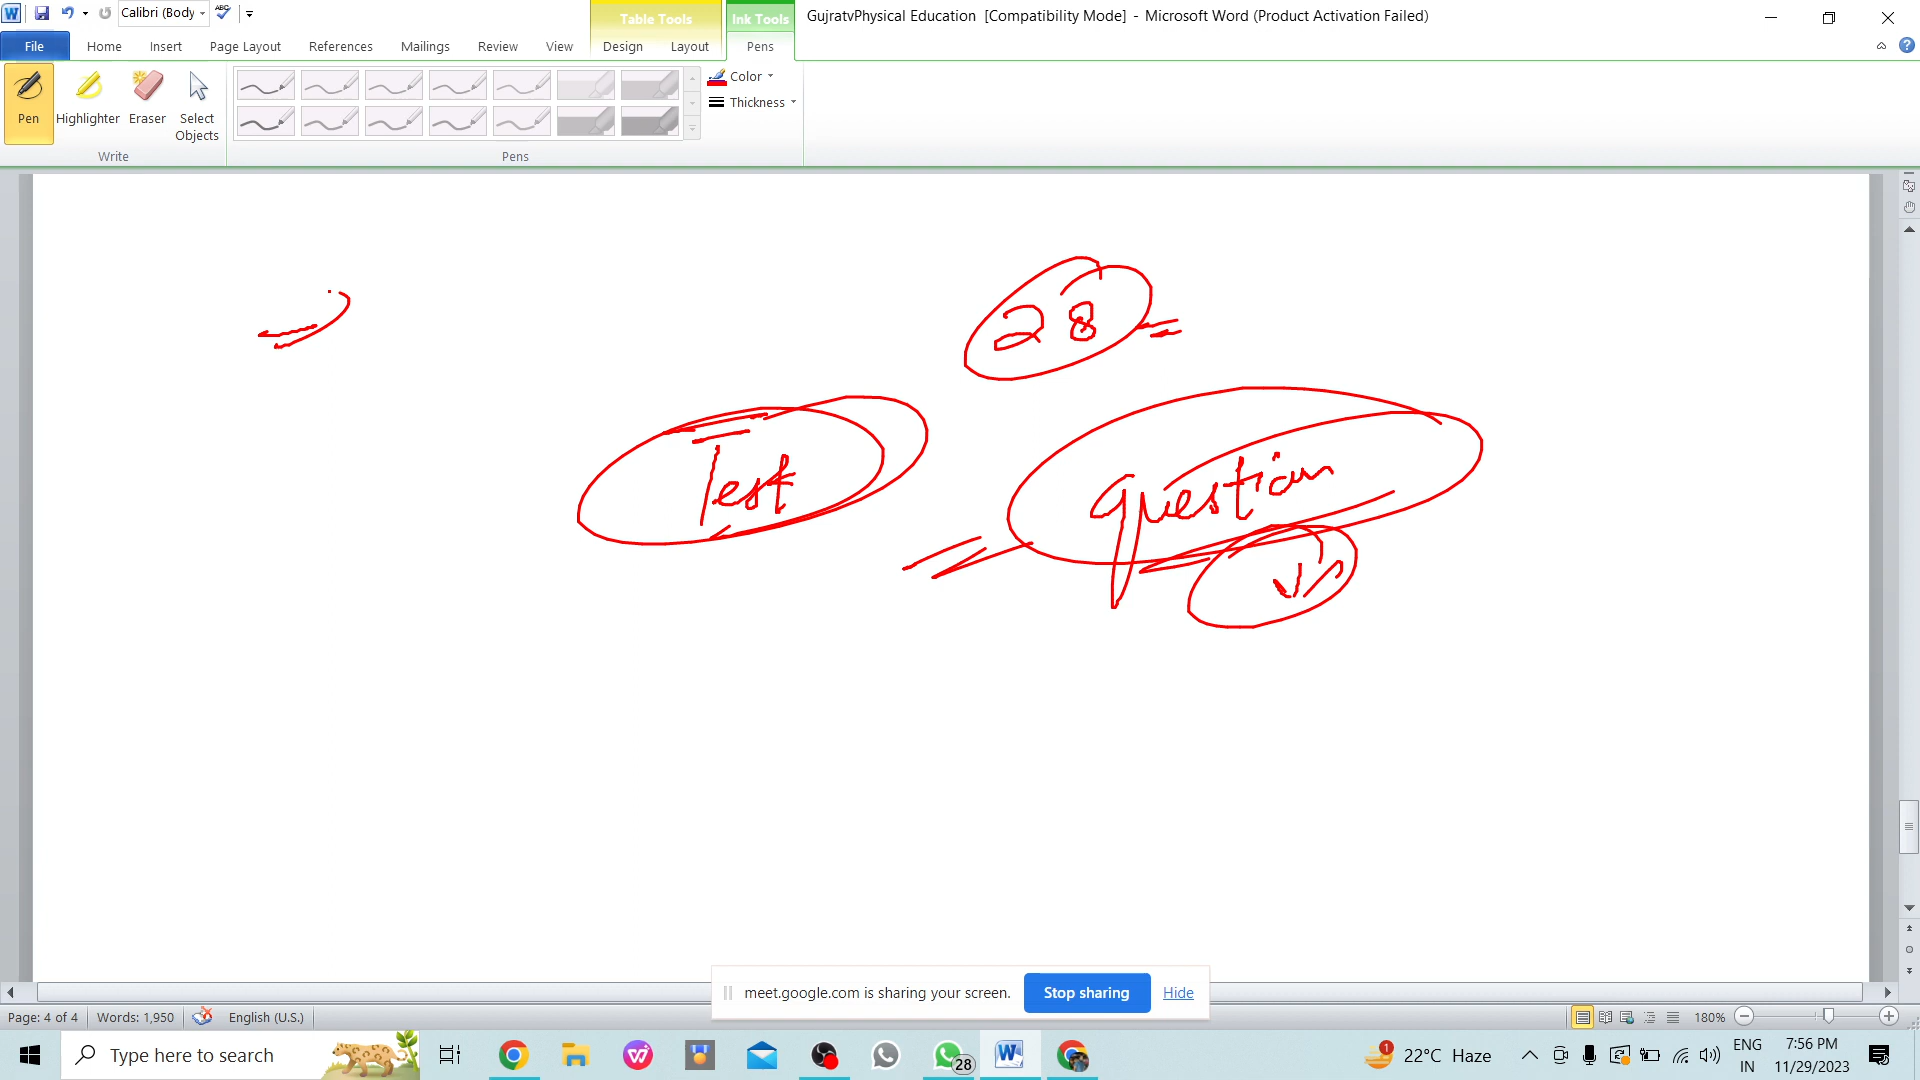 Calibri (Body
ABC
Table Tools
Ink Tools
GujratvPhysical Education [Compatibility Mode] - Microsoft Word (Product Activation Failed)
File Home Insert Page Layout References Mailings Review View Design Layout Pens
Pen Highlighter Eraser Select Objects
Color
Thickness
Write
Pens
28
Test
question
meet.google.com is sharing your screen. Stop sharing Hide
Page: 4 of 4 Words: 1,950 English (U.S.) 180%
Type here to search
28
1
22°C Haze
ENG
IN
7:56 PM
11/29/2023